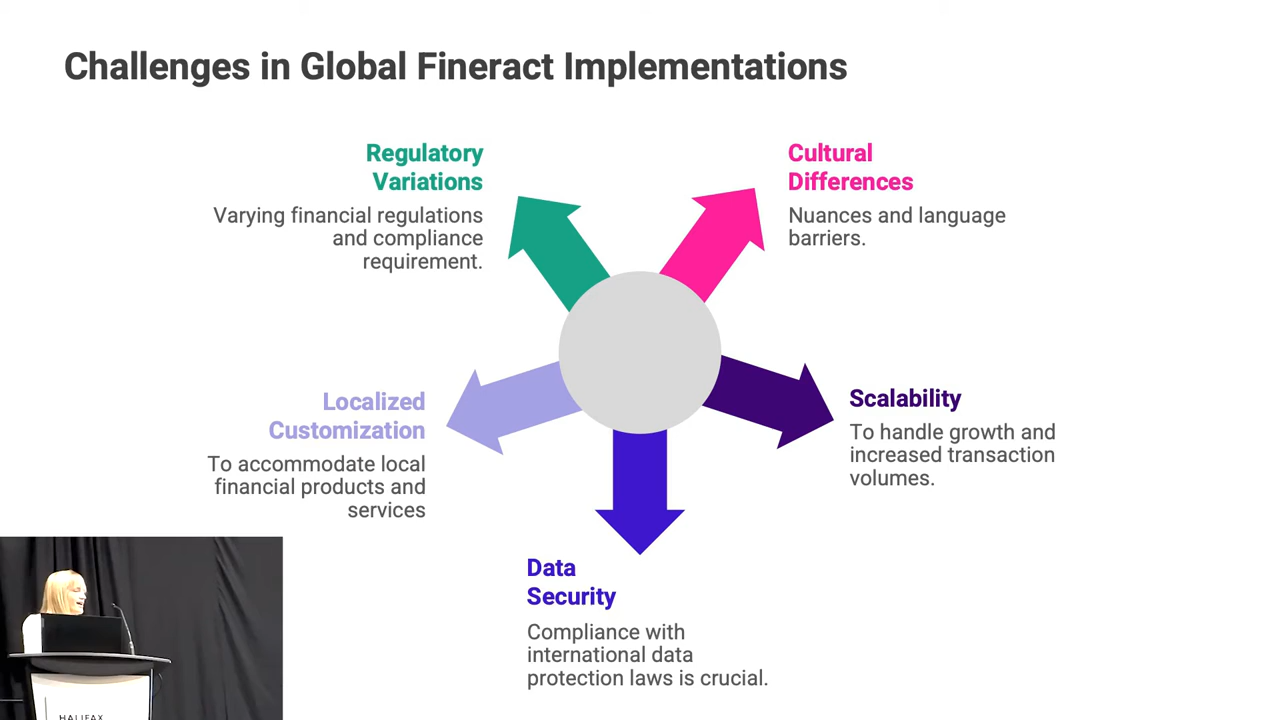 Challenges in Global Fineract Implementations
Regulatory
Variations
Varying financial regulations
and compliance
requirement.
Cultural
Differences
Nuances and language
barriers.
Localized
Customization
To accommodate local
financial products and
services
Scalability
To handle growth and
increased transaction
volumes.
Data
Security
Compliance with
international data
protection laws is crucial.
HALIFAX